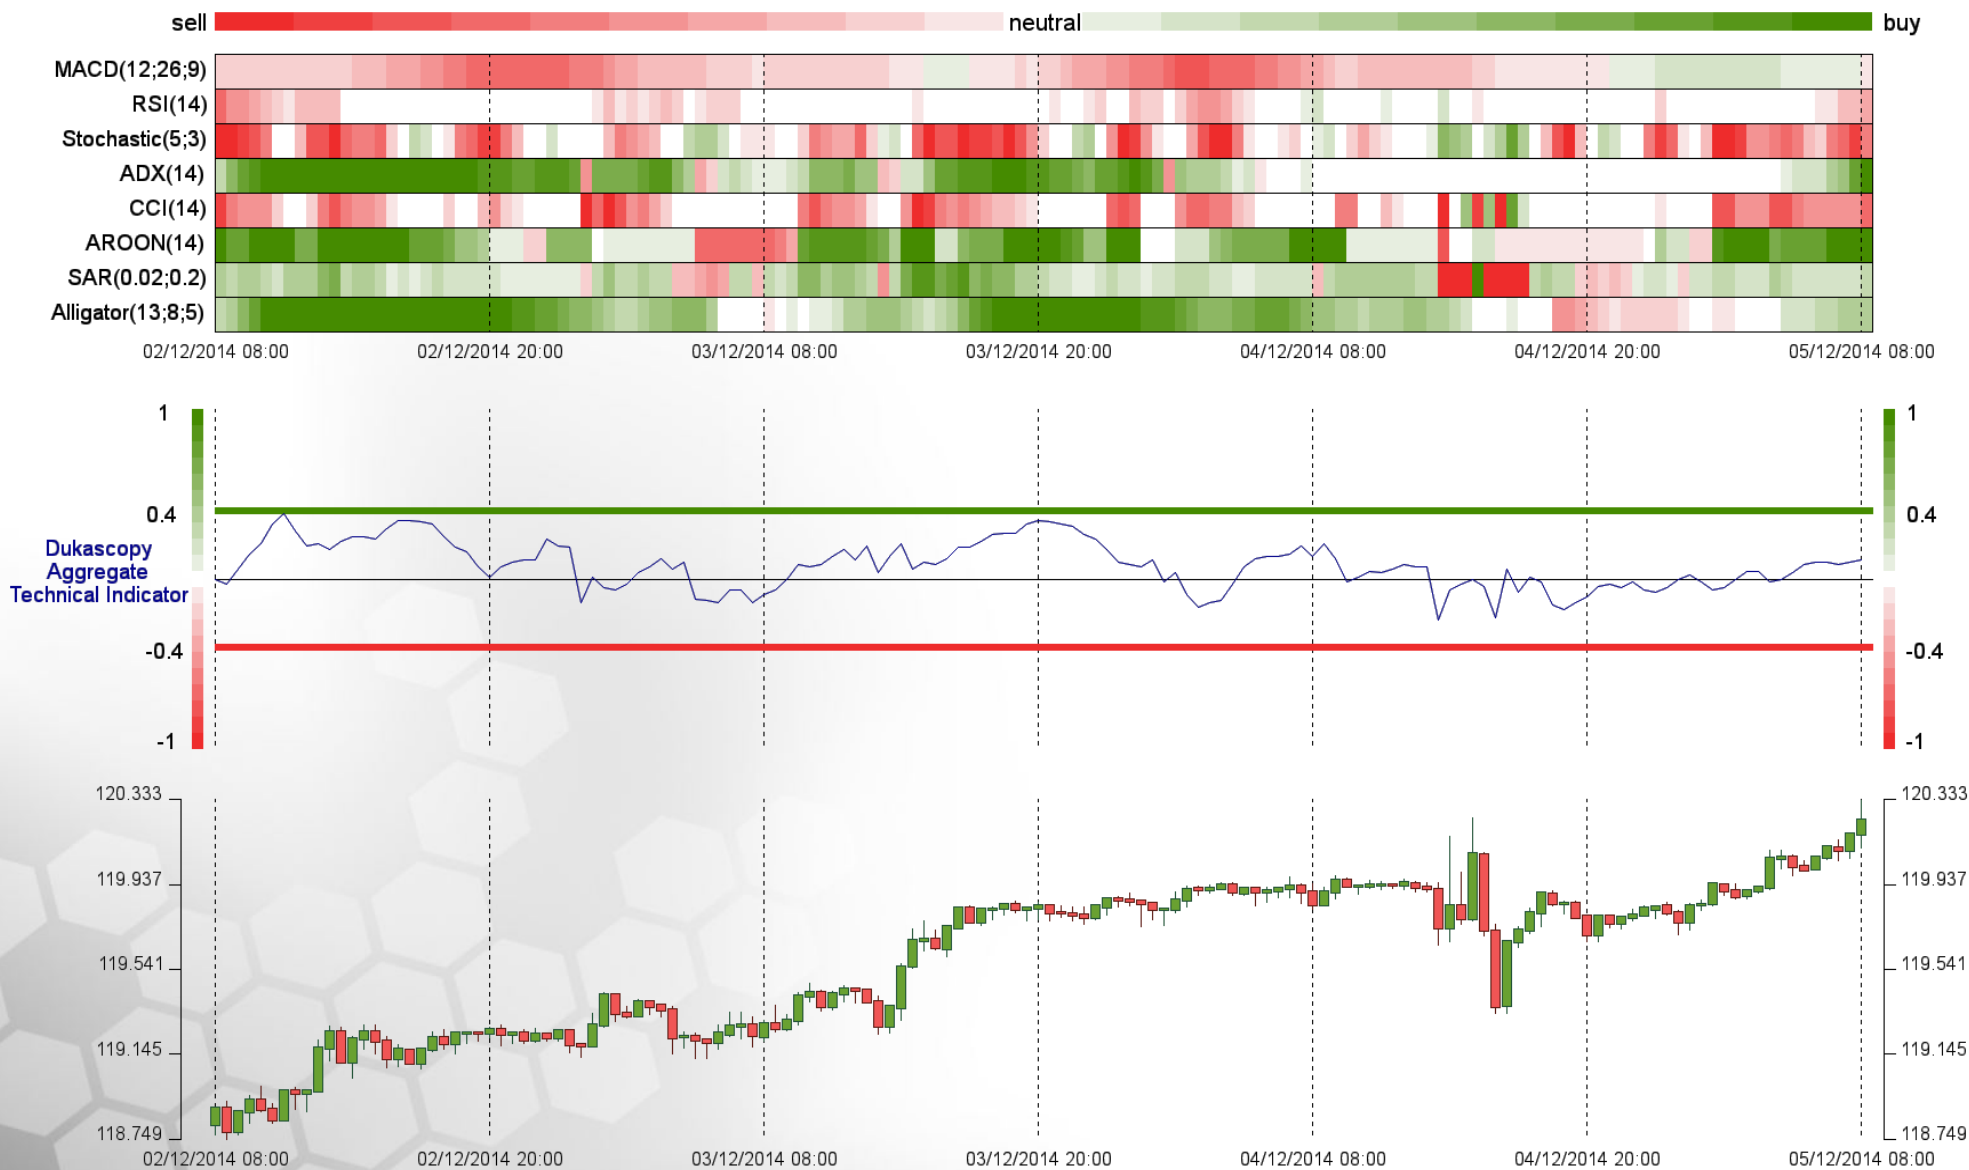 sell neutral buy
MACD(12;26;9)
RSI(14)
Stochastic(5;3)
ADX(14)
CCI(14)
AROON(14)
SAR(0.02;0.2)
Alligator(13;8;5)
02/12/2014 08:00 02/12/2014 20:00 03/12/2014 08:00 03/12/2014 20:00 04/12/2014 08:00 04/12/2014 20:00 05/12/2014 08:00
1 1
0.4 0.4
Dukascopy
Aggregate
Technical Indicator
-0.4 -0.4
-1 -1
120.333 120.333
119.937 119.937
119.541 119.541
119.145 119.145
118.749 118.749
02/12/2014 08:00 02/12/2014 20:00 03/12/2014 08:00 03/12/2014 20:00 04/12/2014 08:00 04/12/2014 20:00 05/12/2014 08:00